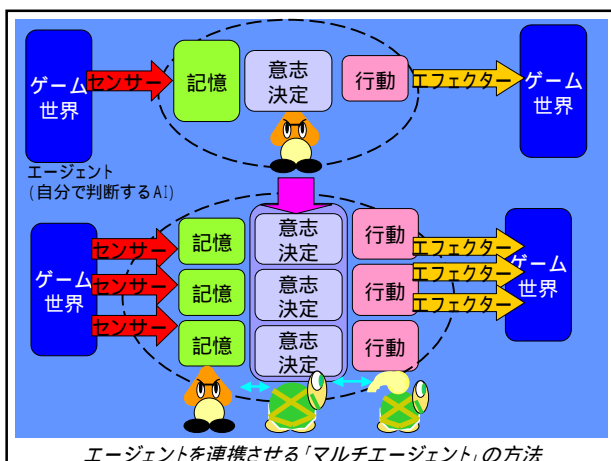 ゲーム
世界
センサー
記憶
意志
決定
行動
エフェクター
ゲーム
世界
エージェント
(自分で判断するAI)
ゲーム
世界
センサー
センサー
センサー
記憶
記憶
記憶
意志
決定
意志
決定
意志
決定
行動
行動
行動
エフェクター
エフェクター
エフェクター
ゲーム
世界
エージェントを連携させる「マルチエージェント」の方法